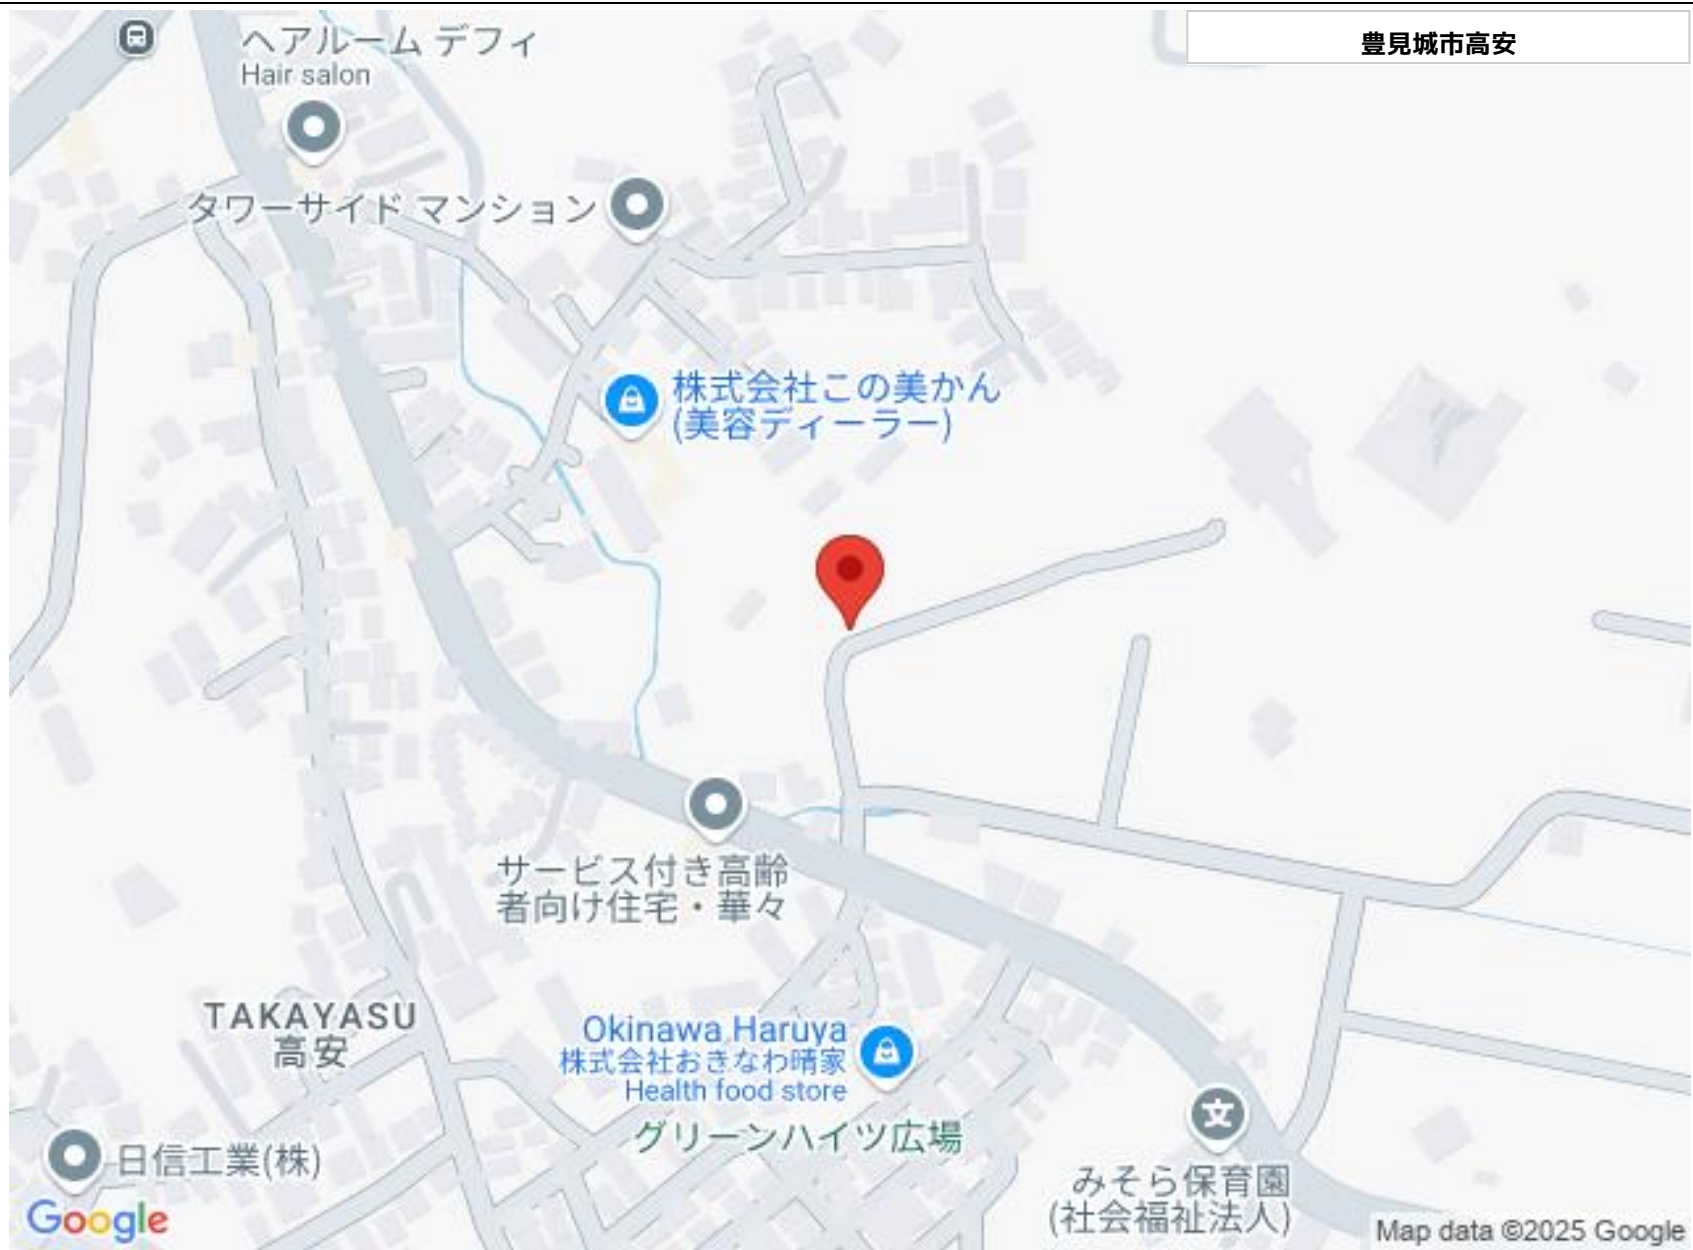 豊見城市高安
ヘアルーム デフィ
Hair salon
タワーサイド マンション
株式会社この美かん
(美容ディーラー)
サービス付き高齢
者向け住宅・華々
TAKAYASU
高安
Okinawa Haruya
株式会社おきなわ晴家
Health food store
グリーンハイツ広場
文
日信工業(株)
みそら保育園
(社会福祉法人)
Google
Map data ©2025 Google